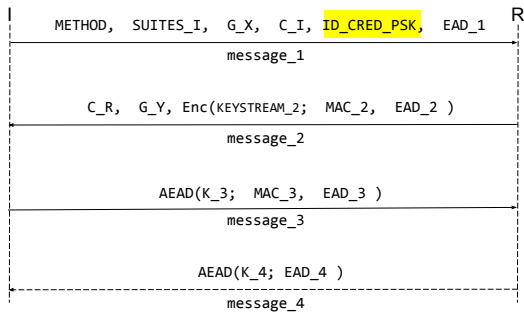 I R
METHOD, SUITES_I, G_X, C_I, ID_CRED_PSK, EAD_1
message_1
C_R, G_Y, Enc(KEYSTREAM_2; MAC_2, EAD_2 )
message_2
AEAD(K_3; MAC_3, EAD_3 )
message_3
AEAD(K_4; EAD_4 )
message_4